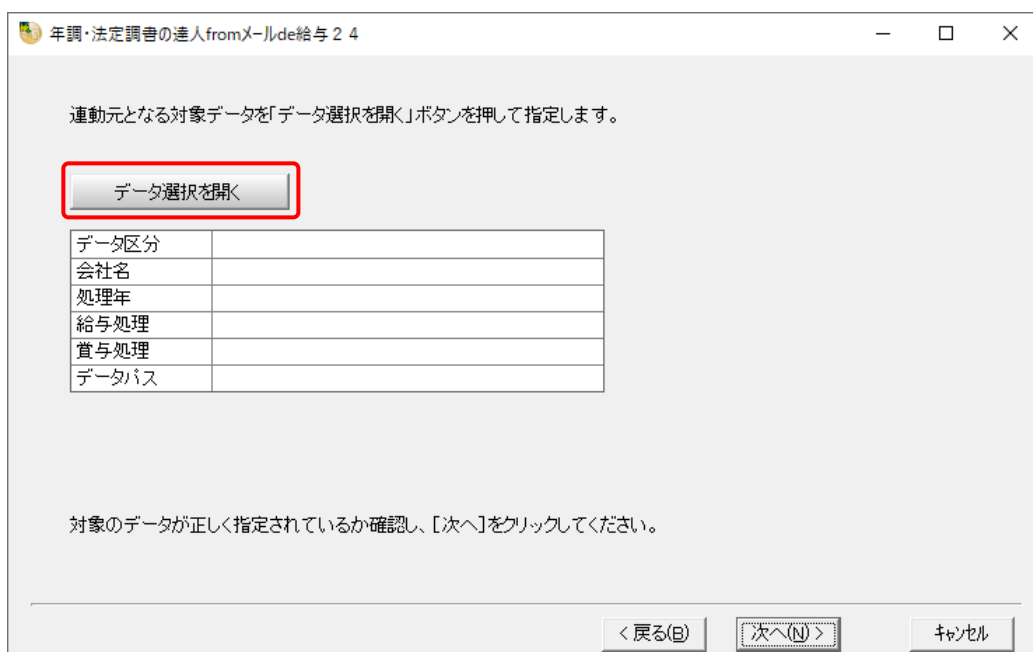 年調・法定調書の達人fromメールde給与２４
連動元となる対象データを「データ選択を開く」ボタンを押して指定します。
データ選択を開く
データ区分
会社名
処理年
給与処理
賞与処理
データパス
対象のデータが正しく指定されているか確認し、［次へ］をクリックしてください。
< 戻る(B)
次へ(N) >
キャンセル